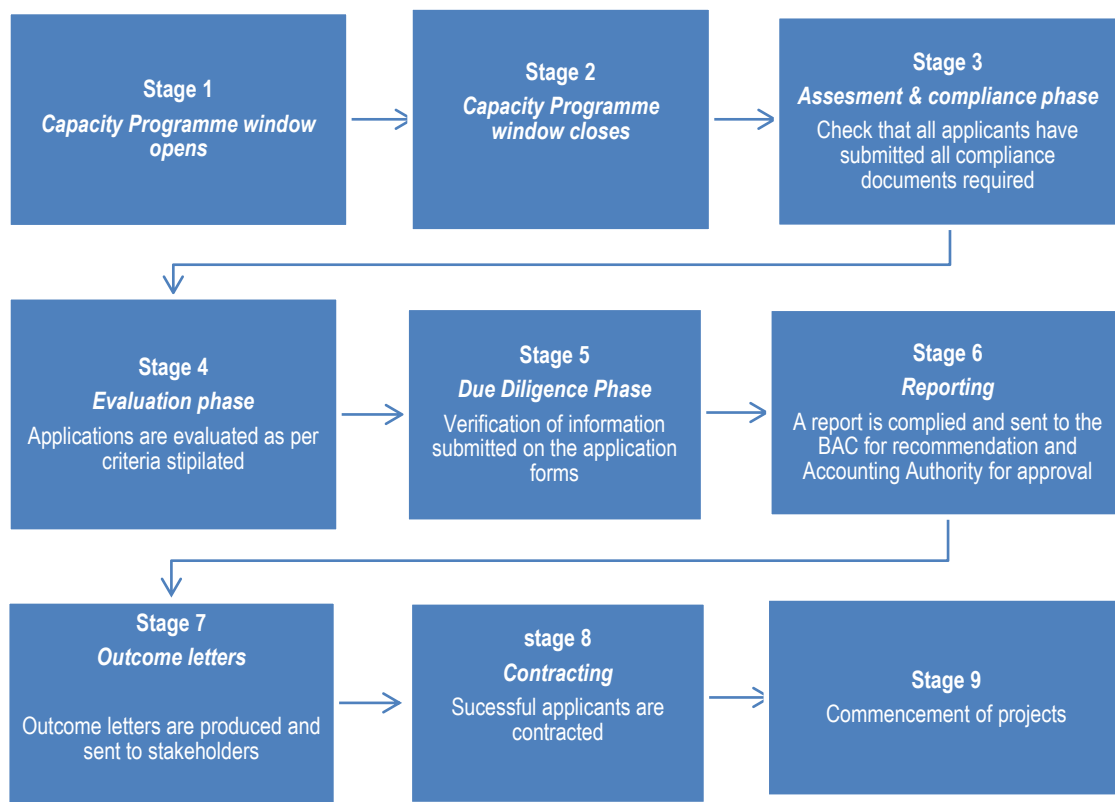 Stage 1
Capacity Programme window
opens
Stage 2
Capacity Programme
window closes
Stage 3
Assesment & compliance phase
Check that all applicants have
submitted all compliance
documents required
Stage 4
Evaluation phase
Applications are evaluated as per
criteria stipilated
Stage 5
Due Diligence Phase
Verification of information
submitted on the application
forms
Stage 6
Reporting
A report is complied and sent to the
BAC for recommendation and
Accounting Authority for approval
Stage 7
Outcome letters
Outcome letters are produced and
sent to stakeholders
stage 8
Contracting
Sucessful applicants are
contracted
Stage 9
Commencement of projects